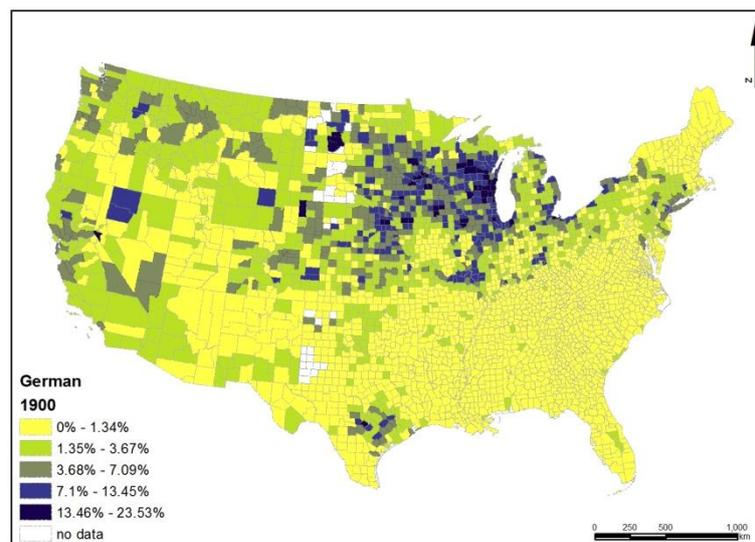 N
German
1900
0% - 1.34%
1.35% - 3.67%
3.68% - 7.09%
7.1% - 13.45%
13.46% - 23.53%
no data
0 250 500 1,000
km